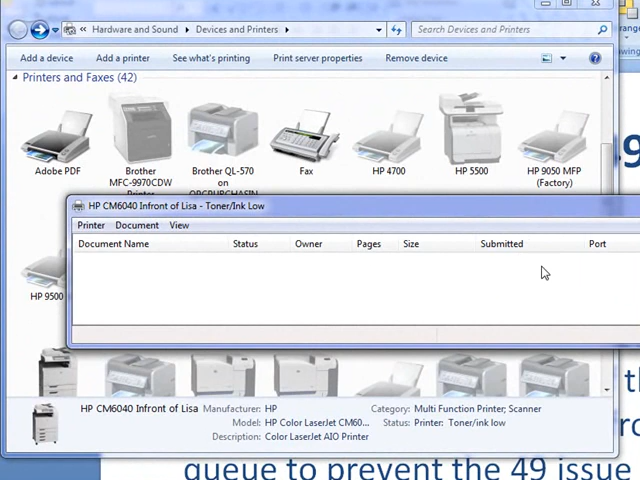 Hardware and Sound ▸ Devices and Printers ▸
Search Devices and Printers
Add a device Add a printer See what's printing Print server properties Remove device
Printers and Faxes (42)
Adobe PDF
Brother MFC-9970CDW Printer
Brother QL-570 on
Fax
HP 4700
HP 5500
HP 9050 MFP (Factory)
HP CM6040 Infront of Lisa - Toner/Ink Low
Printer Document View
Document Name Status Owner Pages Size Submitted Port
HP 9500
HP CM6040 Infront of Lisa
Manufacturer: HP
Model: HP Color LaserJet CM60...
Description: Color LaserJet AIO Printer
Category: Multi Function Printer; Scanner
Status: Printer: Toner/ink low
queue to prevent the 49 issue